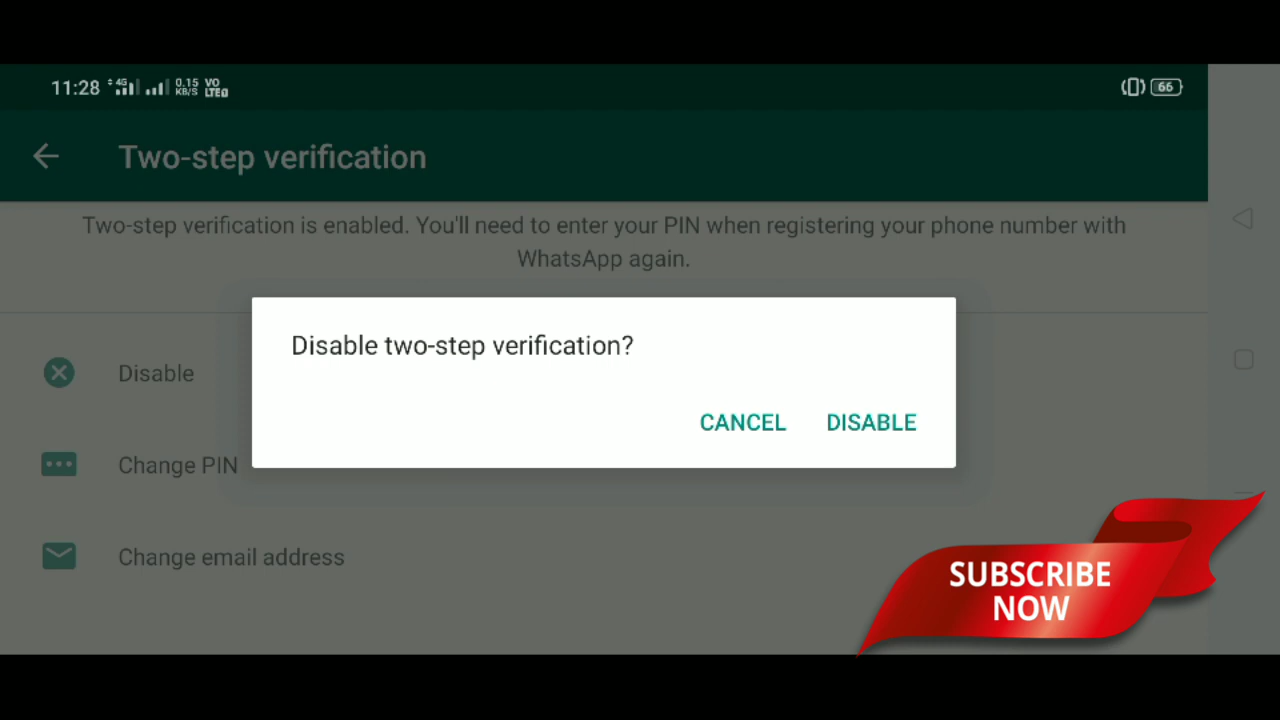 11:28 4G 0.15 KB/S VO LTE 66
Two-step verification
Two-step verification is enabled. You'll need to enter your PIN when registering your phone number with
WhatsApp again.
Disable two-step verification?
Disable
CANCEL DISABLE
Change PIN
Change email address
SUBSCRIBE
NOW